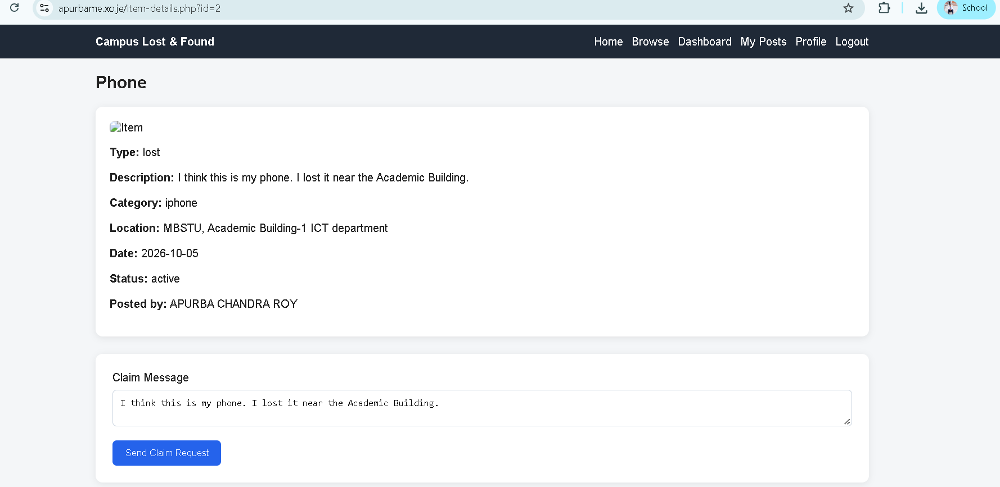 apurbame.xo.je/item-details.php?id=2
School
Campus Lost & Found
Home Browse Dashboard My Posts Profile Logout
Phone
Item
Type: lost
Description: I think this is my phone. I lost it near the Academic Building.
Category: iphone
Location: MBSTU, Academic Building-1 ICT department
Date: 2026-10-05
Status: active
Posted by: APURBA CHANDRA ROY
Claim Message
I think this is my phone. I lost it near the Academic Building.
Send Claim Request